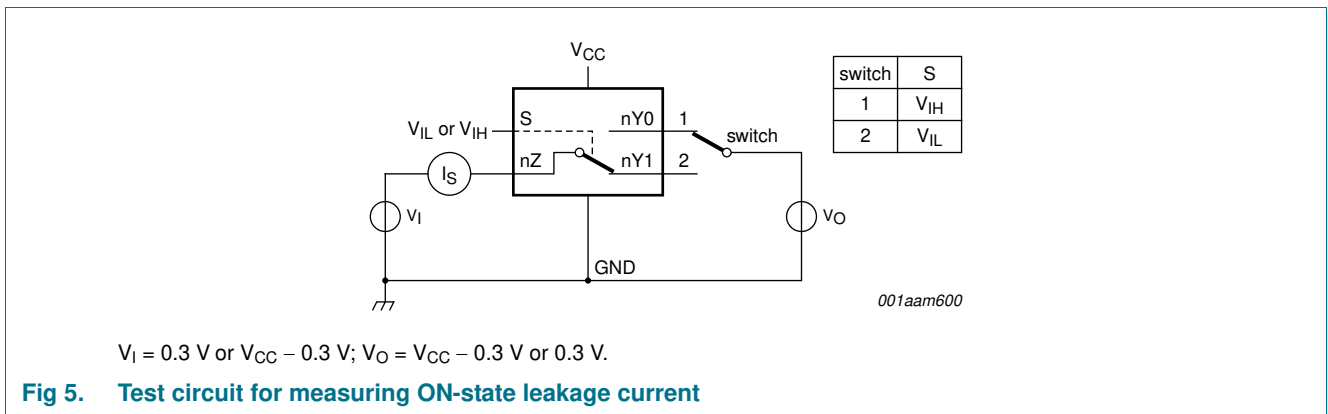 VCC
switch S
1 VIH
2 VIL
S nY0 1
VIL or VIH
switch
nZ nY1 2
IS
VI
VO
GND
001aam600
VI = 0.3 V or VCC − 0.3 V; VO = VCC − 0.3 V or 0.3 V.
Fig 5. Test circuit for measuring ON-state leakage current